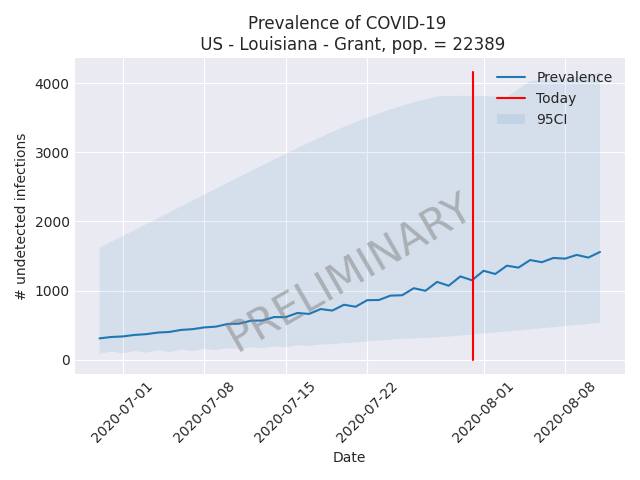 Prevalence of COVID-19
US - Louisiana - Grant, pop. = 22389
Prevalence
Today
95CI
PRELIMINARY
# undetected infections
4000
3000
2000
1000
0
2020-07-01
2020-07-08
2020-07-15
2020-07-22
2020-08-01
2020-08-08
Date